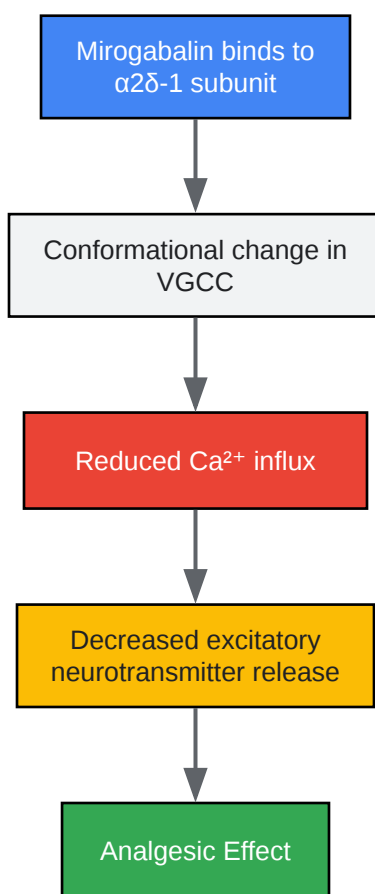 Mirogabalin binds to
α2δ-1 subunit
Conformational change in
VGCC
Reduced Ca²⁺ influx
Decreased excitatory
neurotransmitter release
Analgesic Effect